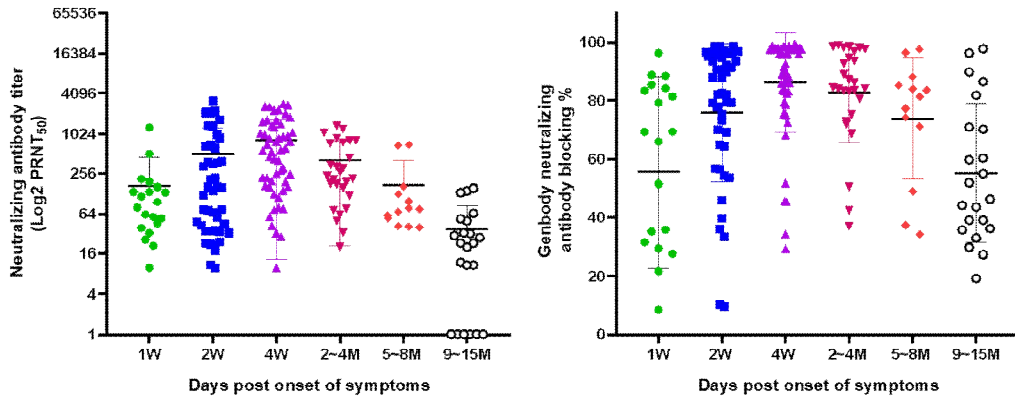 Neutralizing antibody titer
(Log2 PRNT50)
65536
16384
4096
1024
256
64
16
4
1
1W 2W 4W 2~4M 5~8M 9~15M
Days post onset of symptoms
Genbody neutralizing
antibody blocking %
100
80
60
40
20
0
1W 2W 4W 2~4M 5~8M 9~15M
Days post onset of symptoms